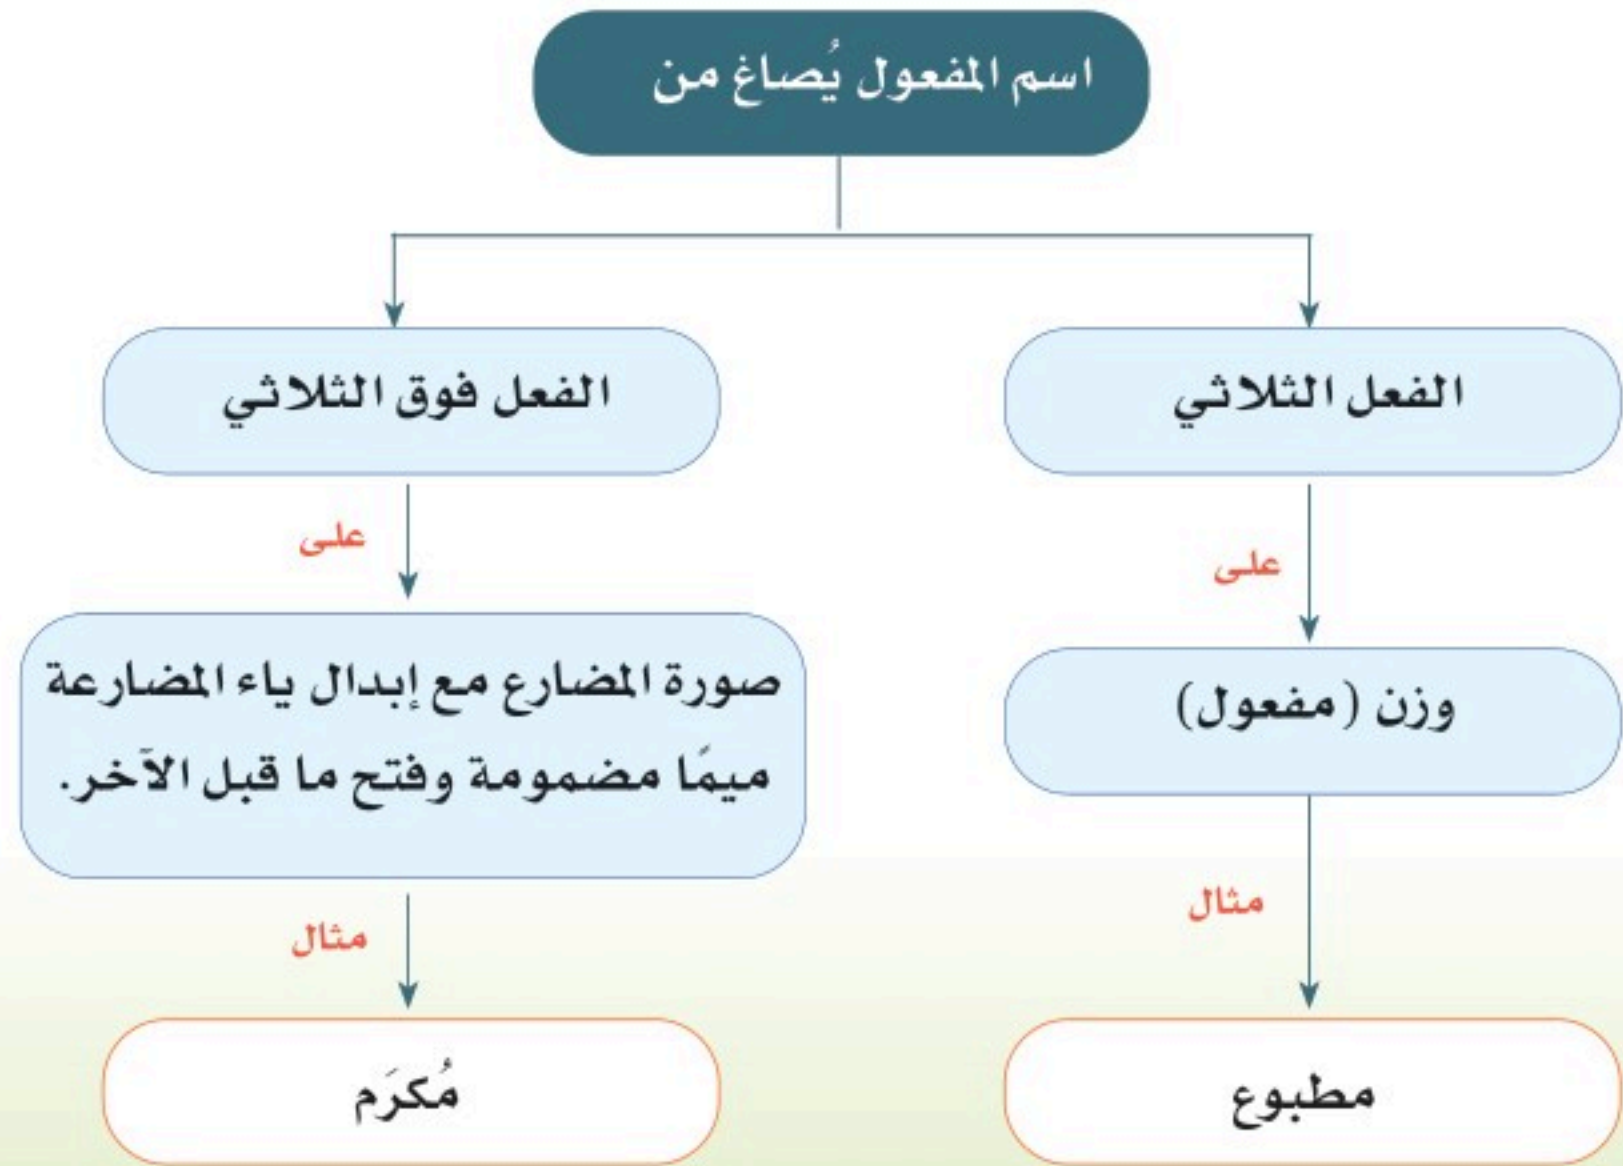 اسم المفعول يُصاغ من
الفعل الثلاثي
على
وزن (مفعول)
مثال
مطبوع
الفعل فوق الثلاثي
على
صورة المضارع مع إبدال ياء المضارعة
ميمًا مضمومة وفتح ما قبل الآخر.
مثال
مُكرَم